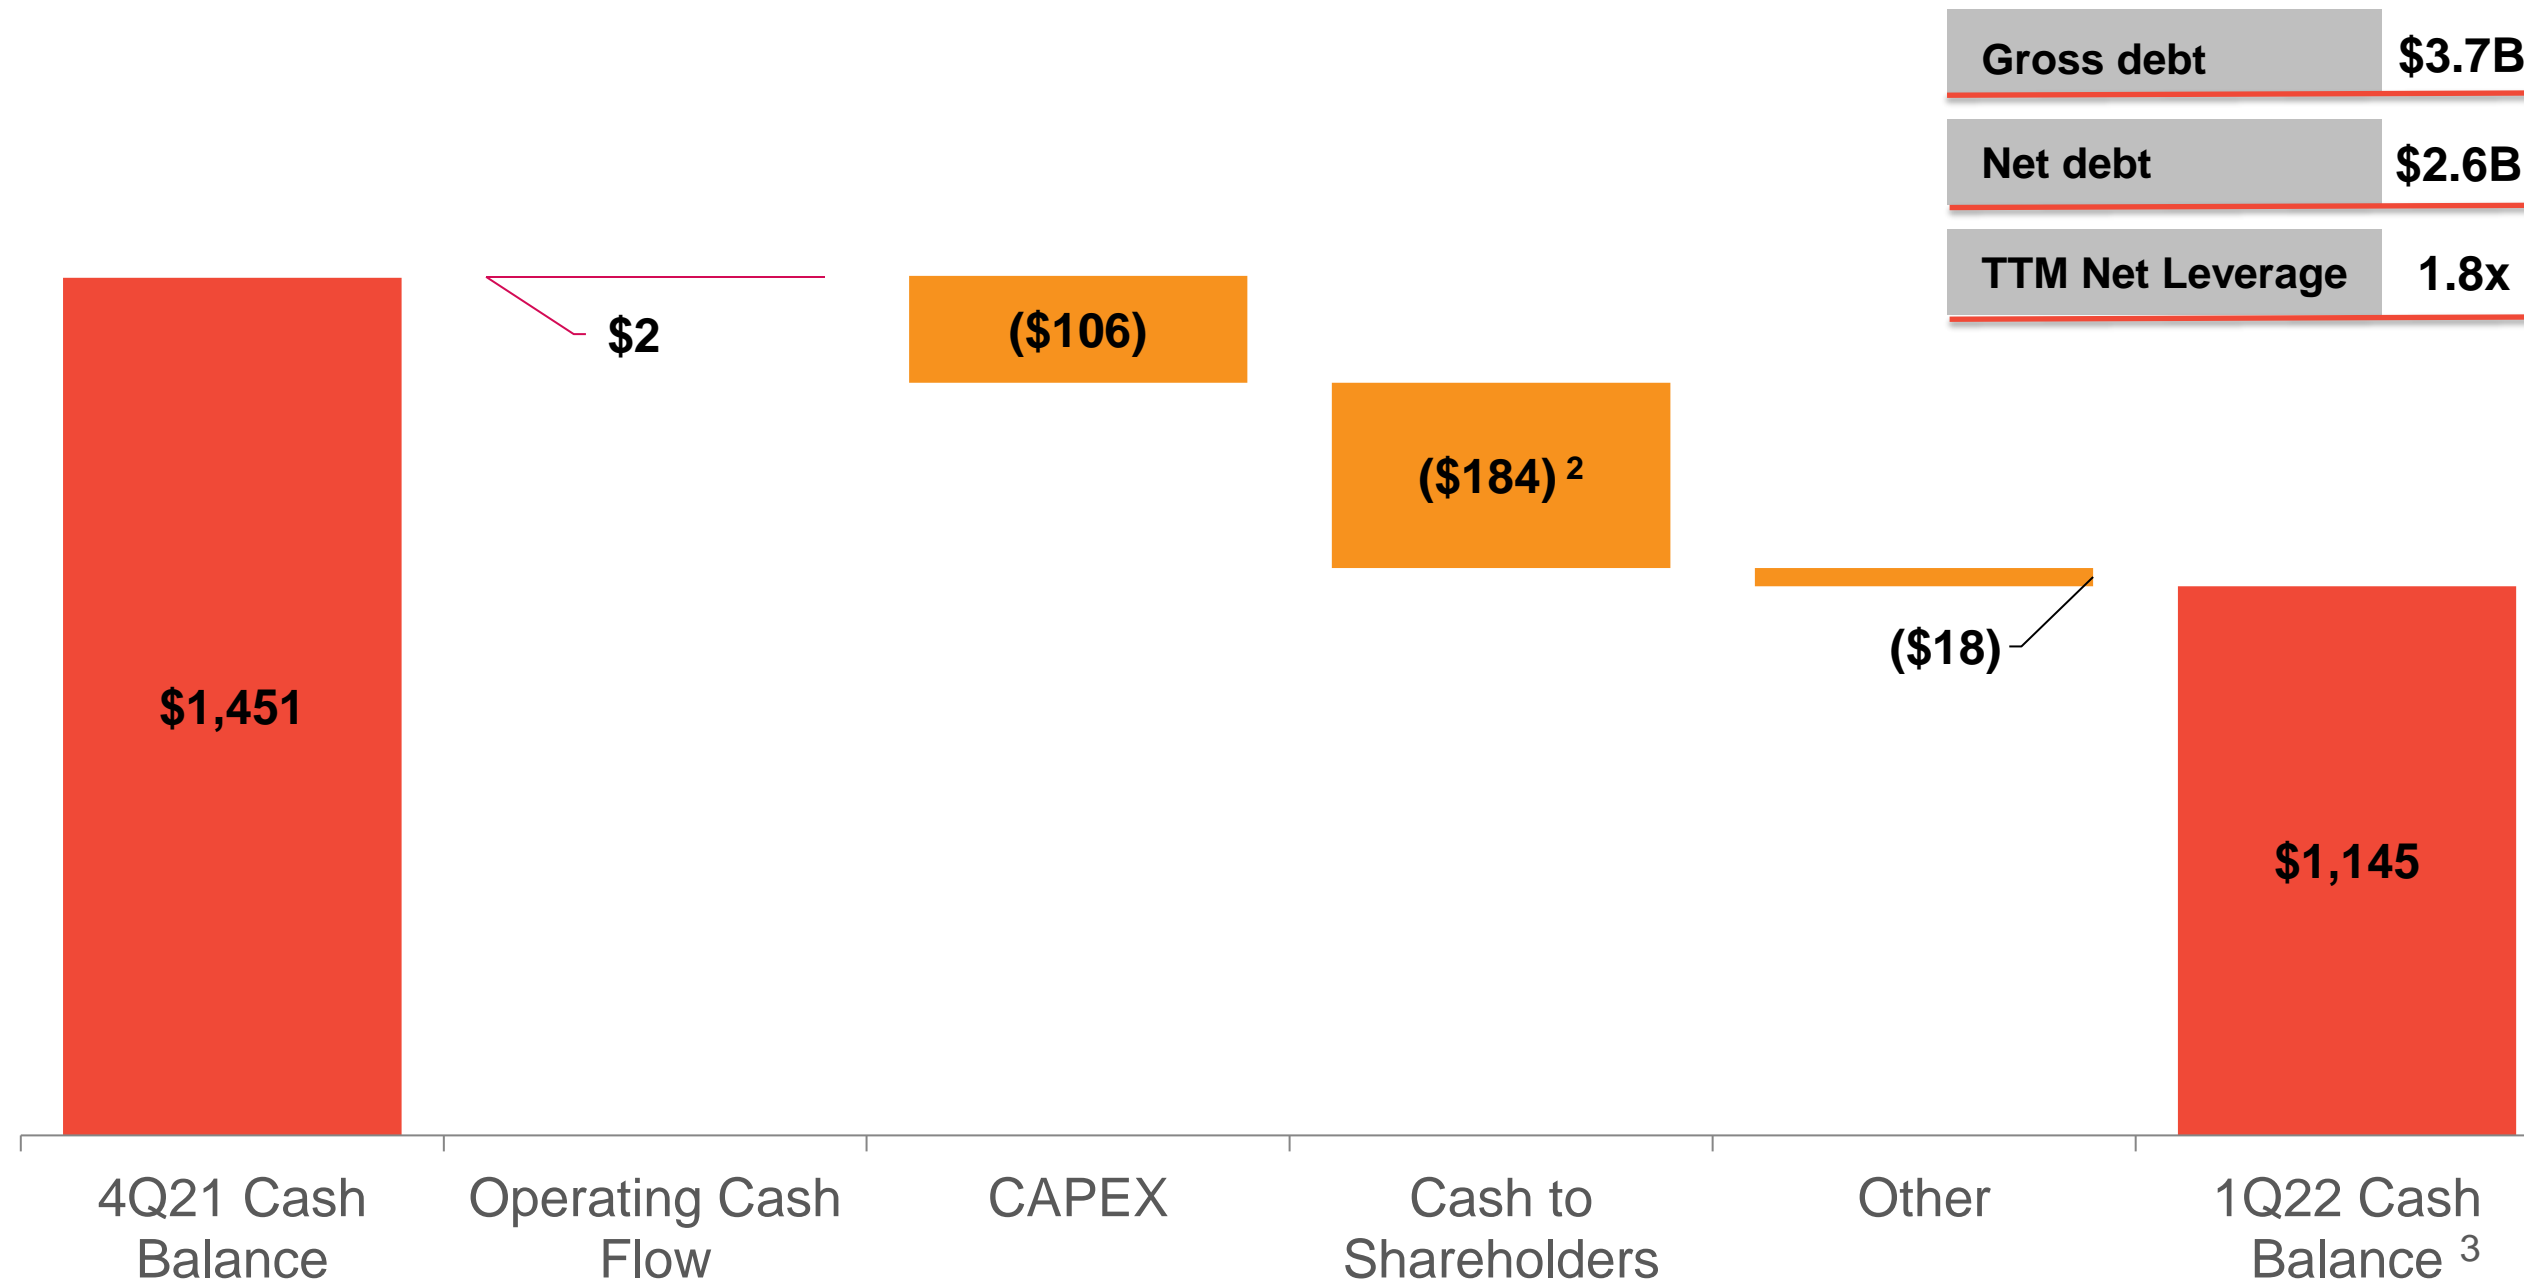 Gross debt $3.7B
Net debt $2.6B
TTM Net Leverage 1.8x
$2
($106)
($184) 2
($18)
$1,451
$1,145
4Q21 Cash
Balance
Operating Cash
Flow
CAPEX
Cash to
Shareholders
Other
1Q22 Cash
Balance 3